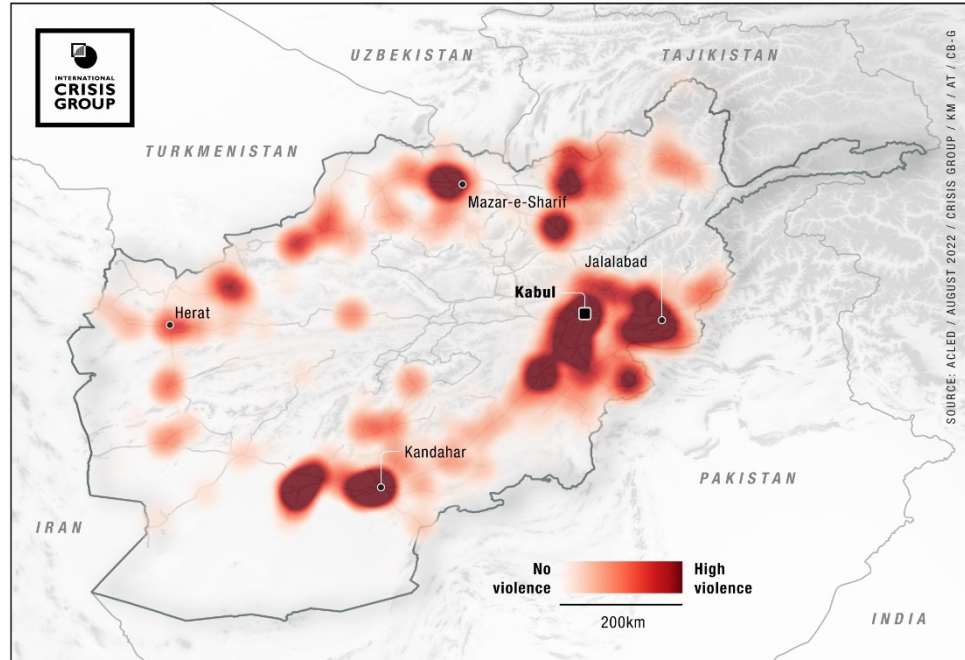 INTERNATIONAL
CRISIS
GROUP
UZBEKISTAN
TAJIKISTAN
TURKMENISTAN
Mazar-e-Sharif
Jalalabad
Kabul
Herat
Kandahar
PAKISTAN
IRAN
No
violence
High
violence
200km
INDIA
SOURCE: ACLED / AUGUST 2022 / CRISIS GROUP / KM / AT / CB-G